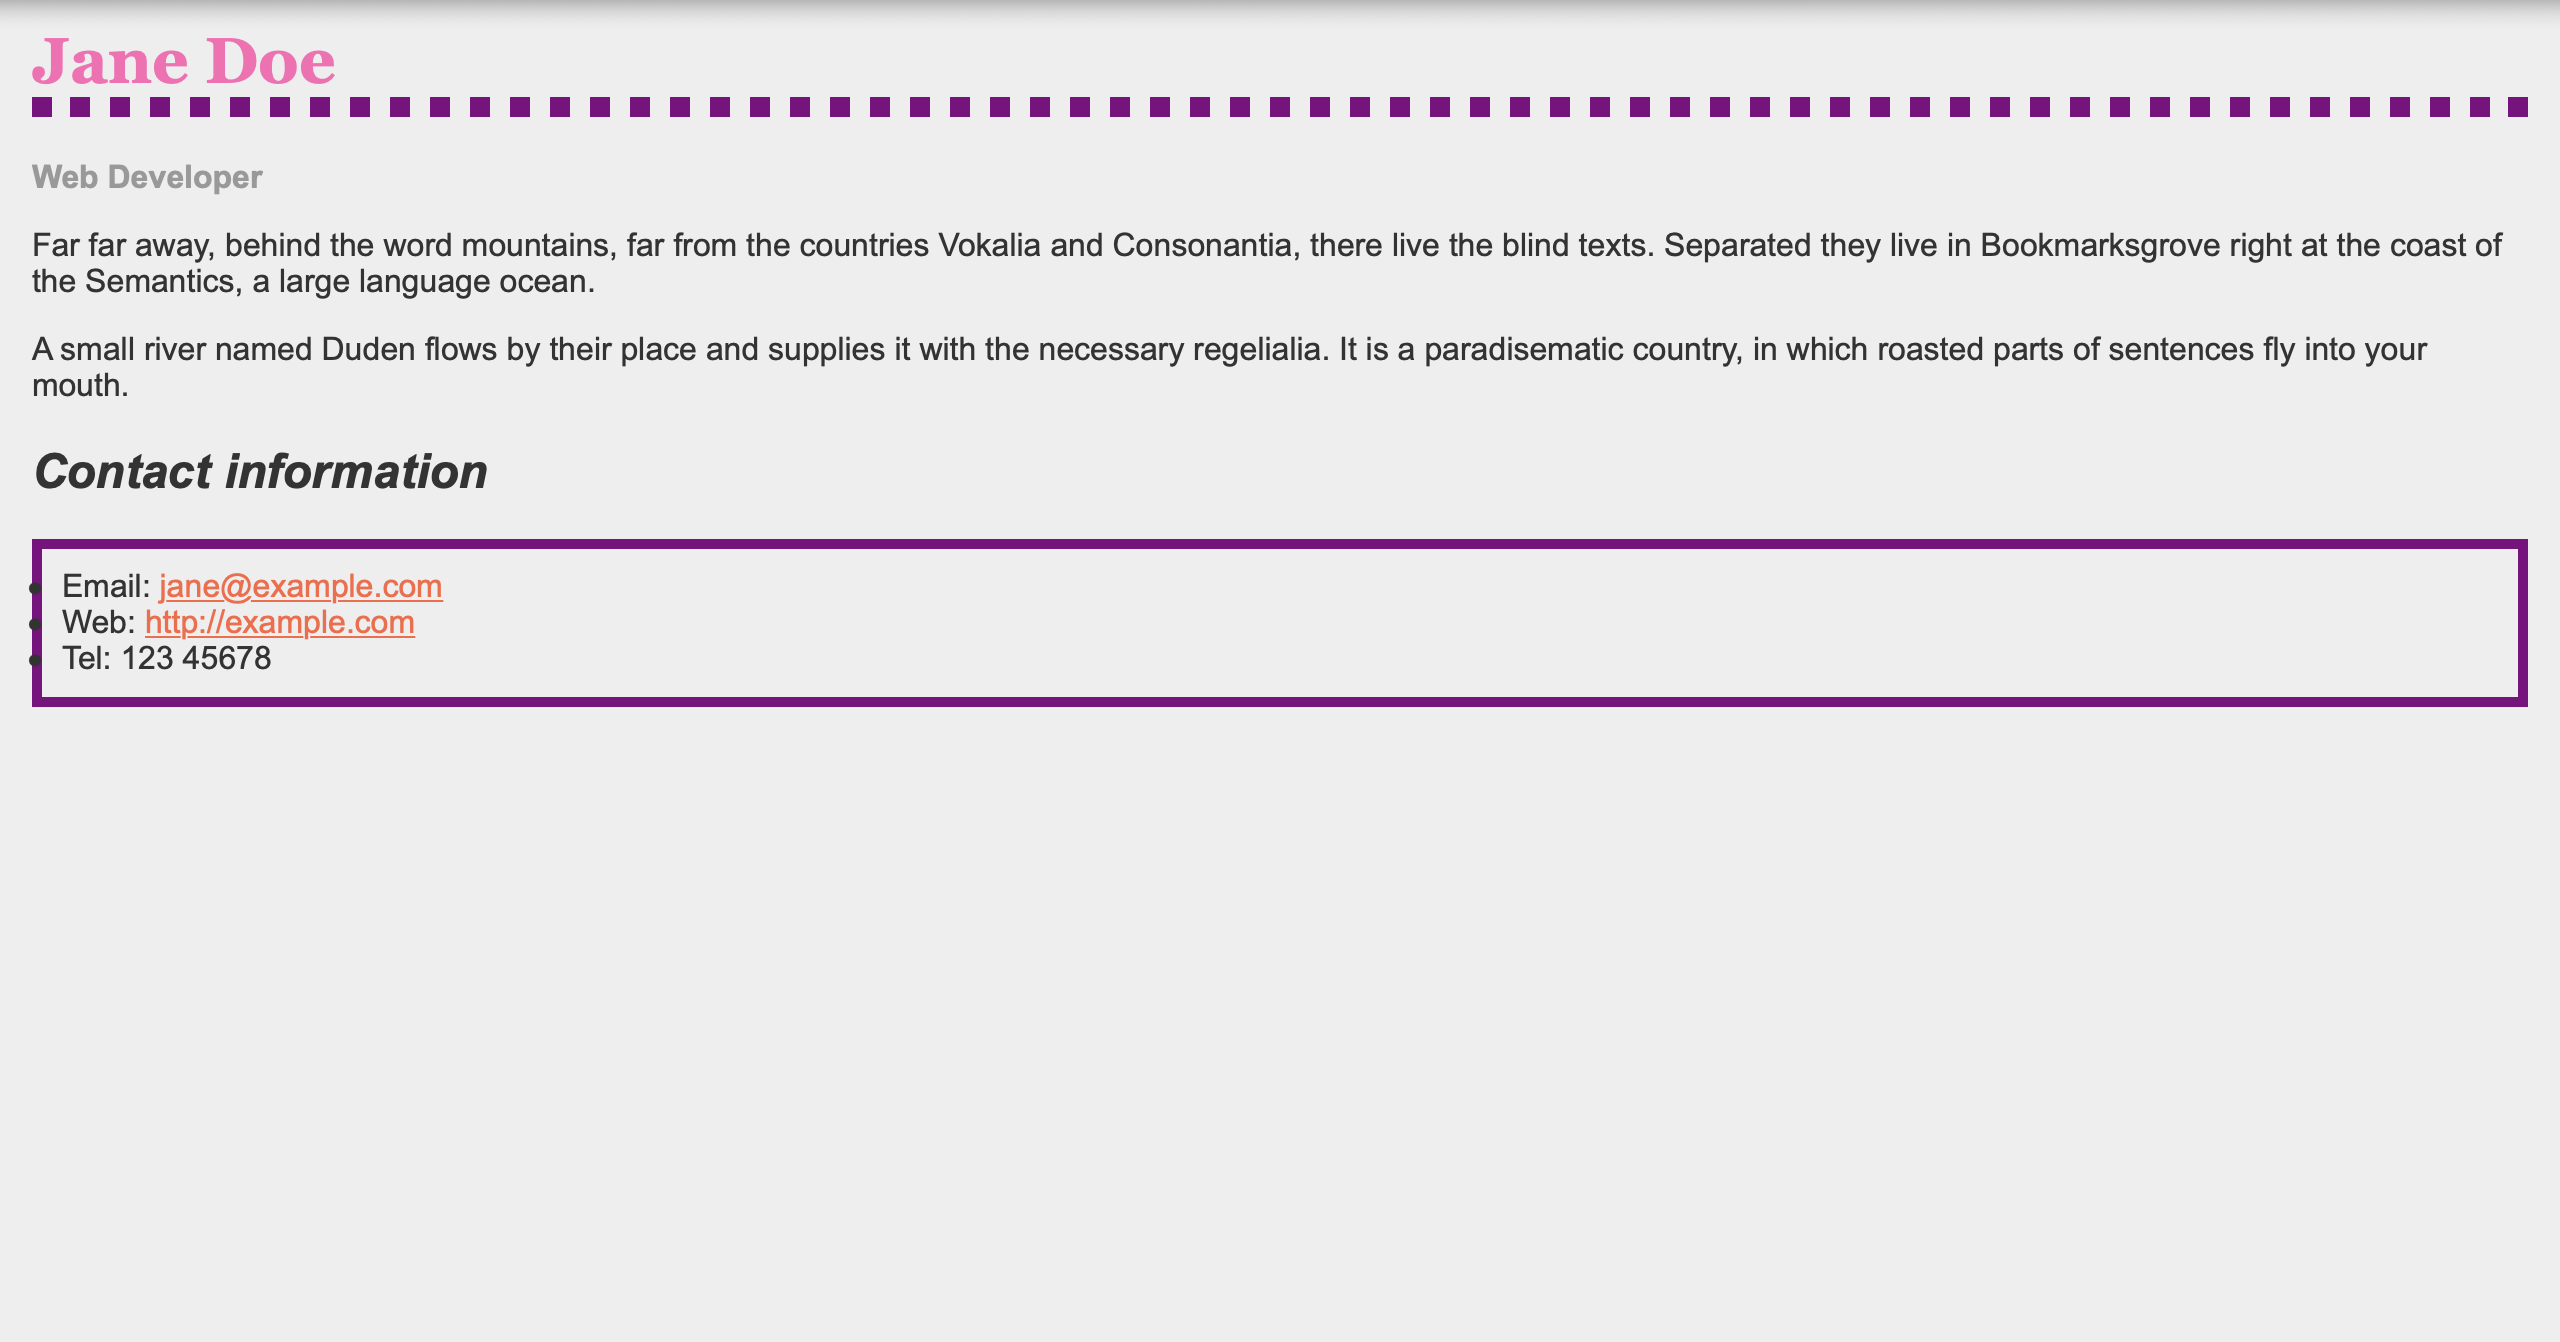 Jane Doe
Web Developer
Far far away, behind the word mountains, far from the countries Vokalia and Consonantia, there live the blind texts. Separated they live in Bookmarksgrove right at the coast of
the Semantics, a large language ocean.
A small river named Duden flows by their place and supplies it with the necessary regelialia. It is a paradisematic country, in which roasted parts of sentences fly into your
mouth.
Contact information
Email: jane@example.com
Web: http://example.com
Tel: 123 45678